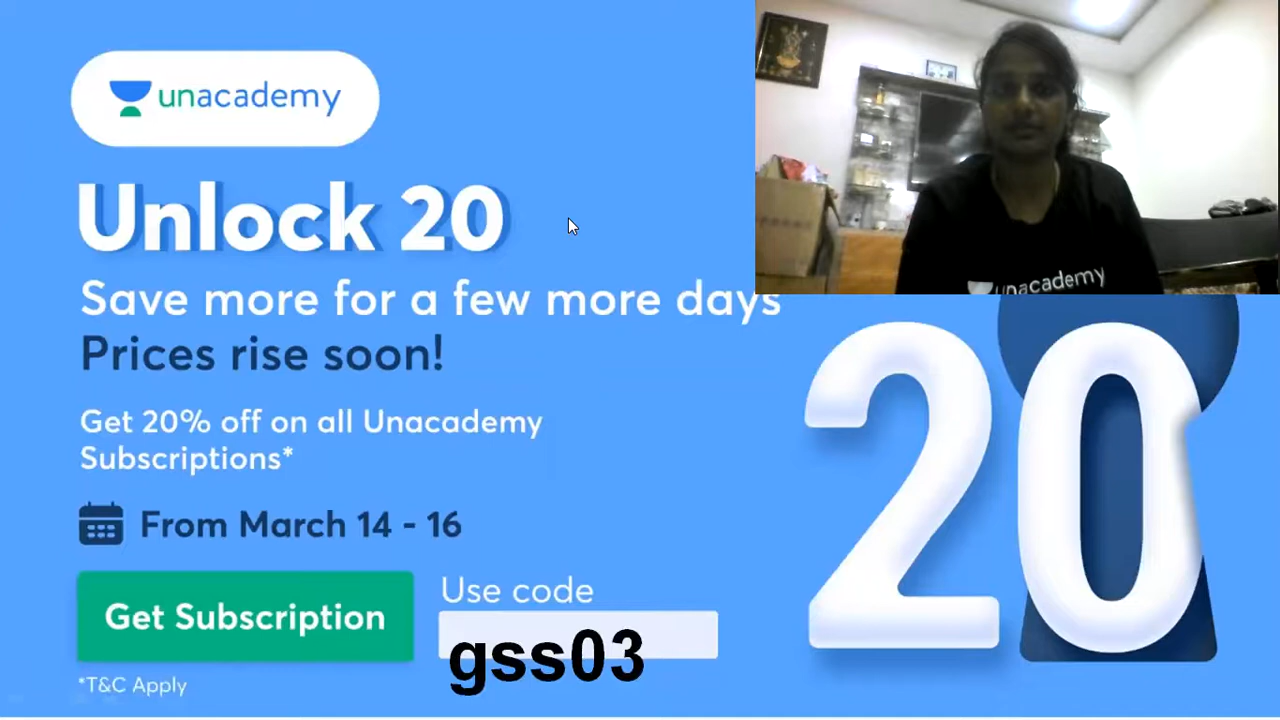 unacademy
Unlock 20
Save more for a few more days
Prices rise soon!
Get 20% off on all Unacademy
Subscriptions*
From March 14 - 16
Get Subscription
Use code
gss03
*T&C Apply
unacademy
20